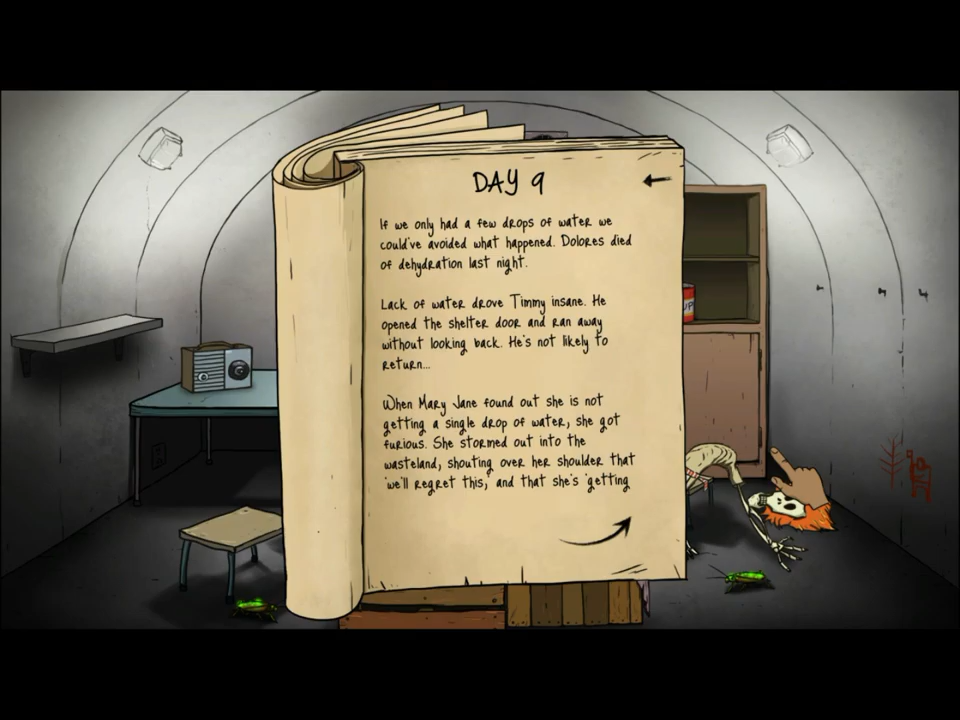 DAY 9
If we only had a few drops of water we
could've avoided what happened. Dolores died
of dehydration last night.
Lack of water drove Timmy insane. He
opened the shelter door and ran away
without looking back. He's not likely to
return...
When Mary Jane found out she is not
getting a single drop of water, she got
furious. She stormed out into the
wasteland, shouting over her shoulder that
'we'll regret this,' and that she's 'getting